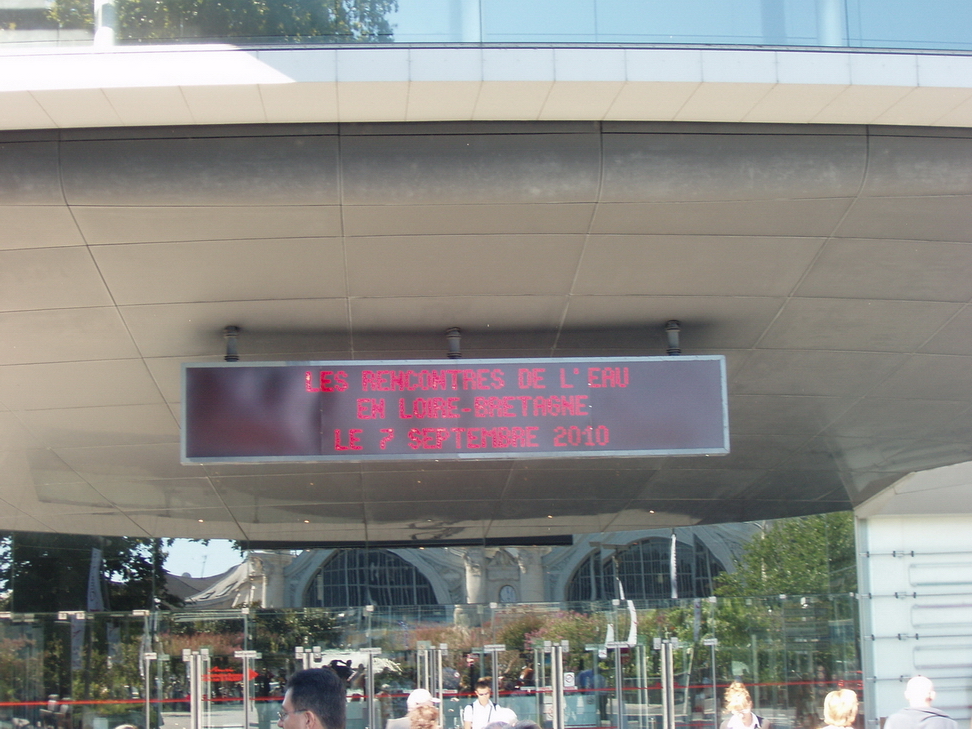 LES RENCONTRES DE L'EAU
EN LOIRE-BRETAGNE
LE 7 SEPTEMBRE 2010